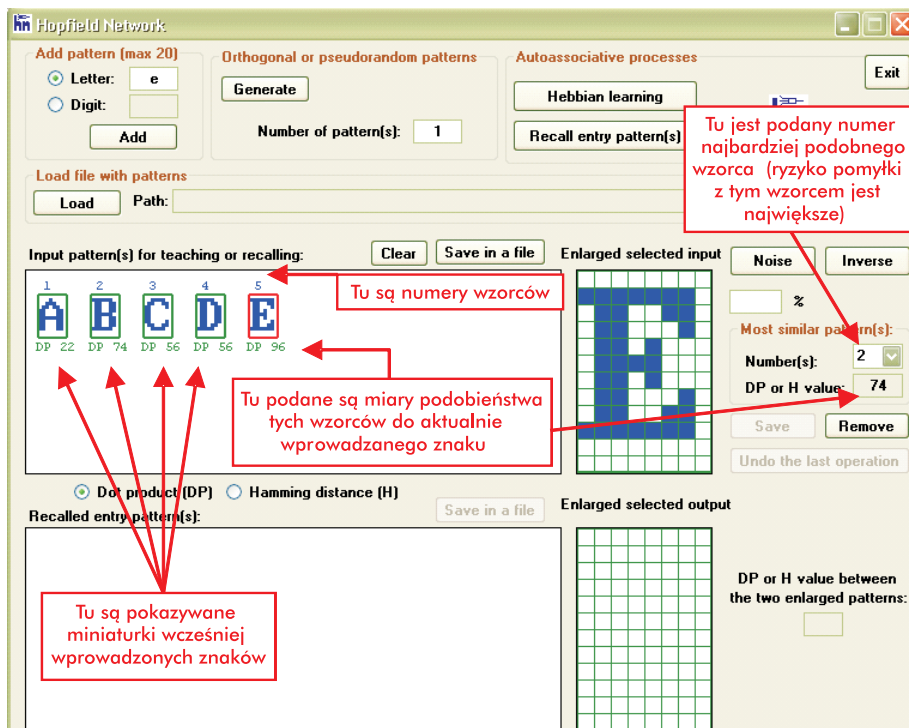 hn Hopfield Network
Add pattern (max 20)
Letter: e
Digit:
Add
Orthogonal or pseudorandom patterns
Generate
Number of pattern(s): 1
Autoassociative processes
Hebbian learning
Recall entry pattern(s)
Exit
Tu jest podany numer
najbardziej podobnego
wzorca (ryzyko pomyłki
z tym wzorcem jest
największe)
Load file with patterns
Load Path:
Input pattern(s) for teaching or recalling:
Clear
Save in a file
Enlarged selected input
Noise
Inverse
%
1 2 3 4 5
A B C D E
DP 22 DP 74 DP 56 DP 56 DP 96
Tu są numery wzorców
Tu podane są miary podobieństwa
tych wzorców do aktualnie
wprowadzanego znaku
E
Most similar pattern(s):
Number(s): 2
DP or H value: 74
Save
Remove
Undo the last operation
Dot product (DP)
Hamming distance (H)
Recalled entry pattern(s):
Save in a file
Enlarged selected output
Tu są pokazywane
miniaturki wcześniej
wprowadzonych znaków
DP or H value between
the two enlarged patterns: